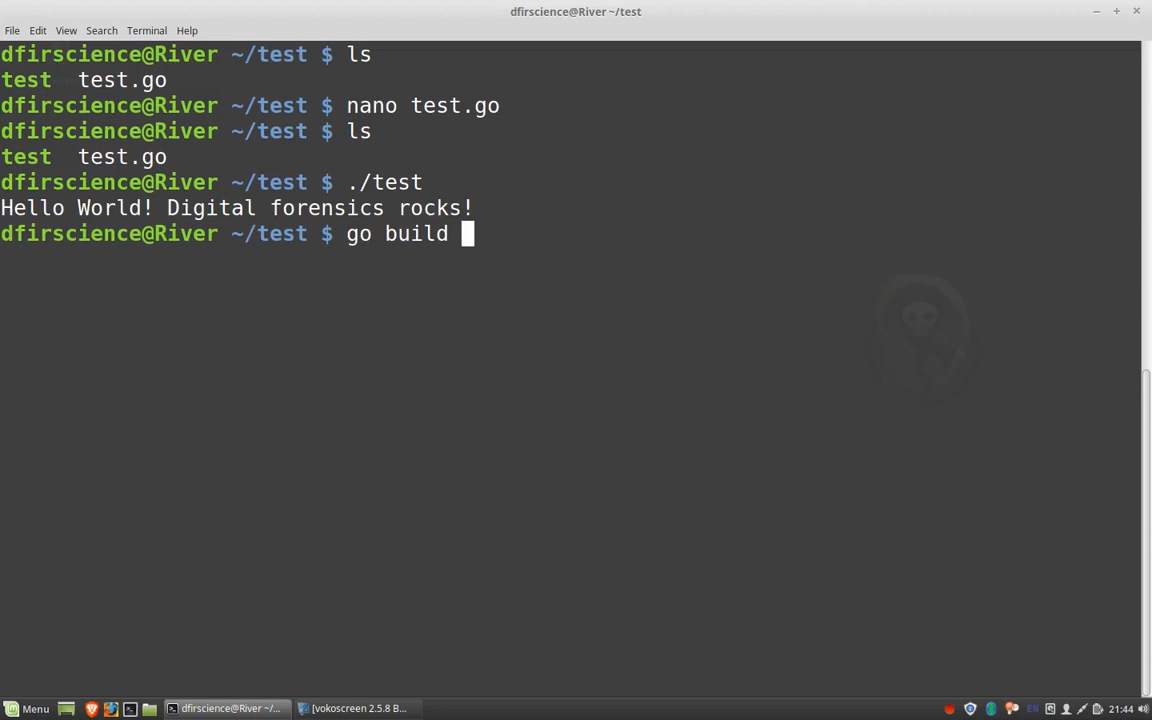 dfirscience@River ~/test
File Edit View Search Terminal Help
dfirscience@River ~/test $ ls
test test.go
dfirscience@River ~/test $ nano test.go
dfirscience@River ~/test $ ls
test test.go
dfirscience@River ~/test $ ./test
Hello World! Digital forensics rocks!
dfirscience@River ~/test $ go build
Menu dfirscience@River ~/... [vokoscreen 2.5.8 B... EN 21:44